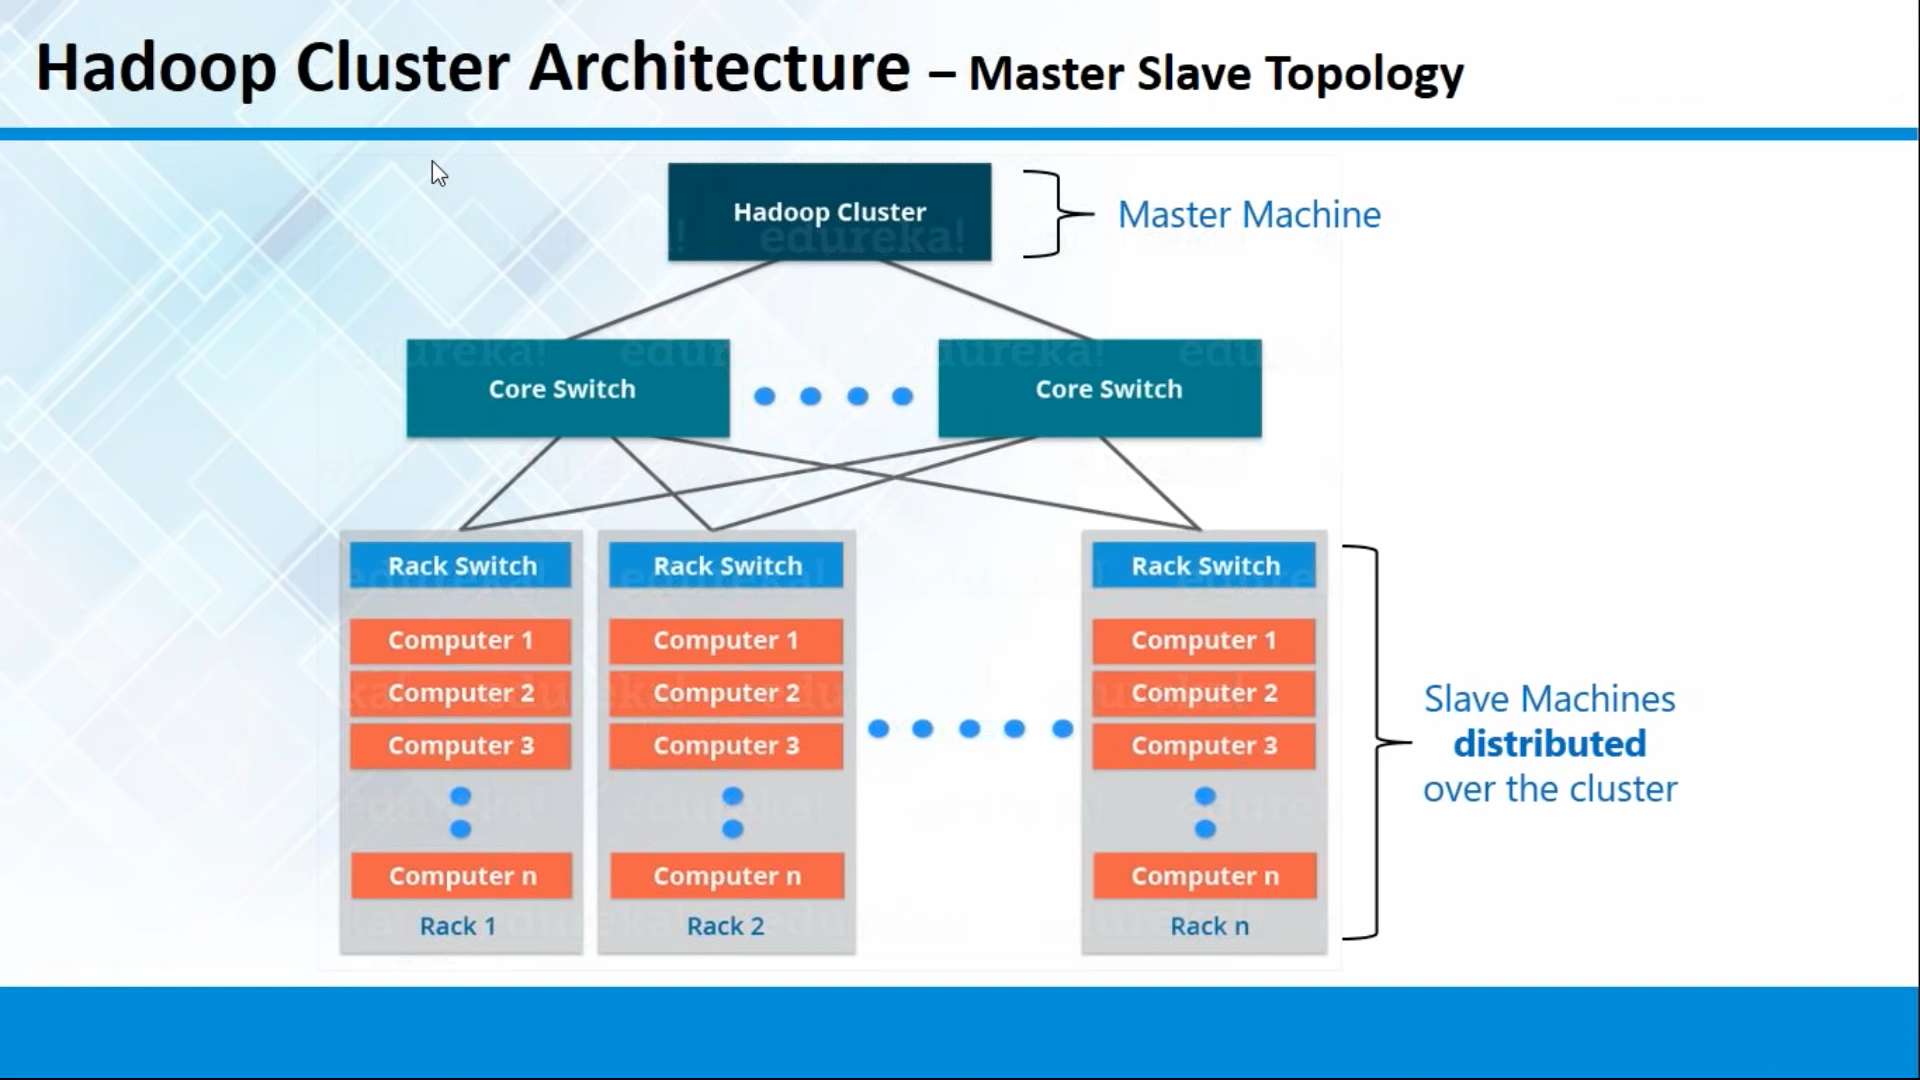 Hadoop Cluster Architecture – Master Slave Topology
Hadoop Cluster
edureka!
Master Machine
Core Switch
Core Switch
Rack Switch
Rack Switch
Rack Switch
Computer 1
Computer 1
Computer 1
Computer 2
Computer 2
Computer 2
Computer 3
Computer 3
Computer 3
Slave Machines
distributed
over the cluster
Computer n
Computer n
Computer n
Rack 1
Rack 2
Rack n